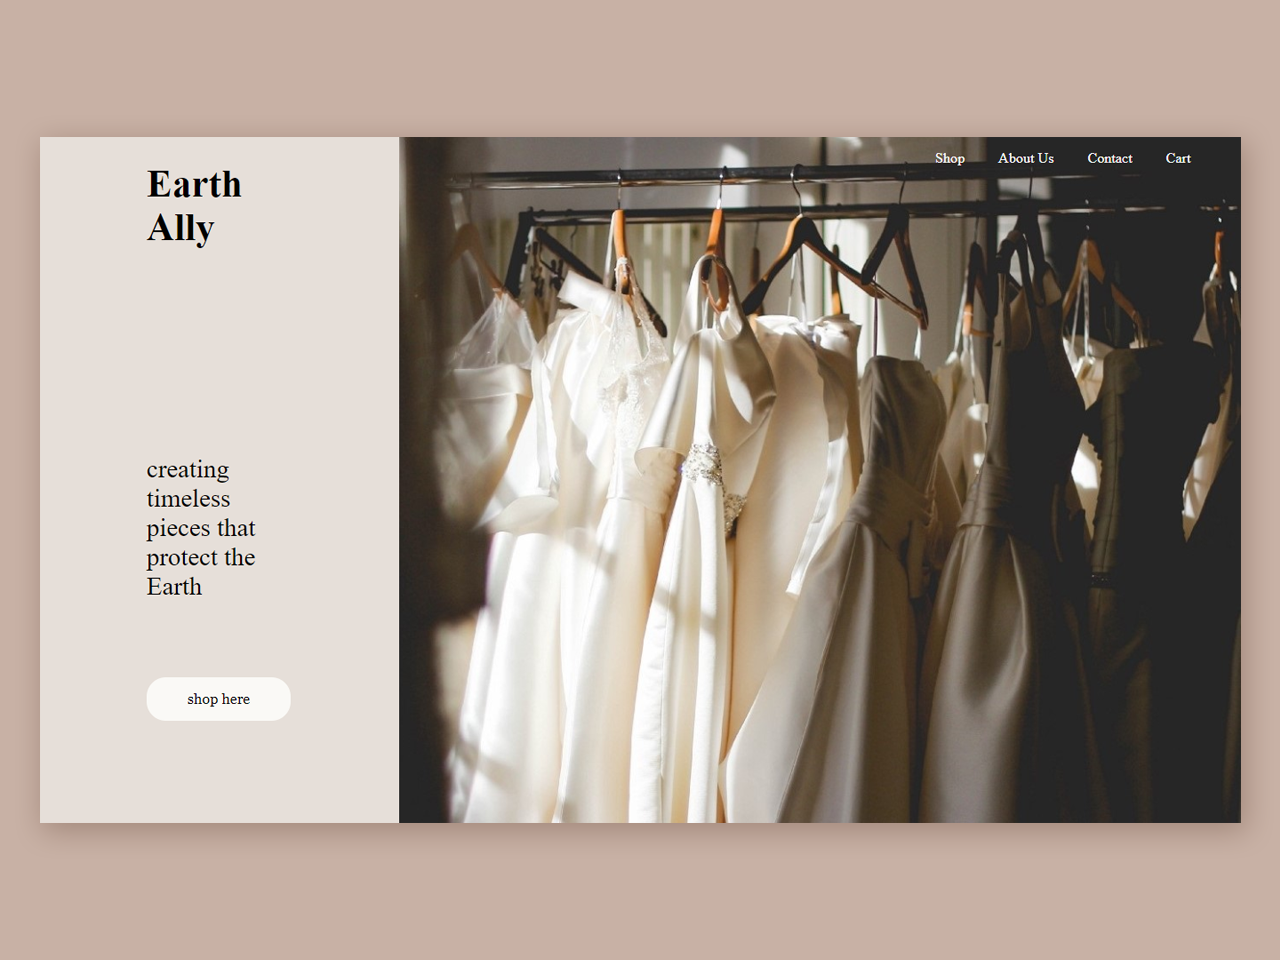 Earth
Ally
Shop About Us Contact Cart
creating
timeless
pieces that
protect the
Earth
shop here